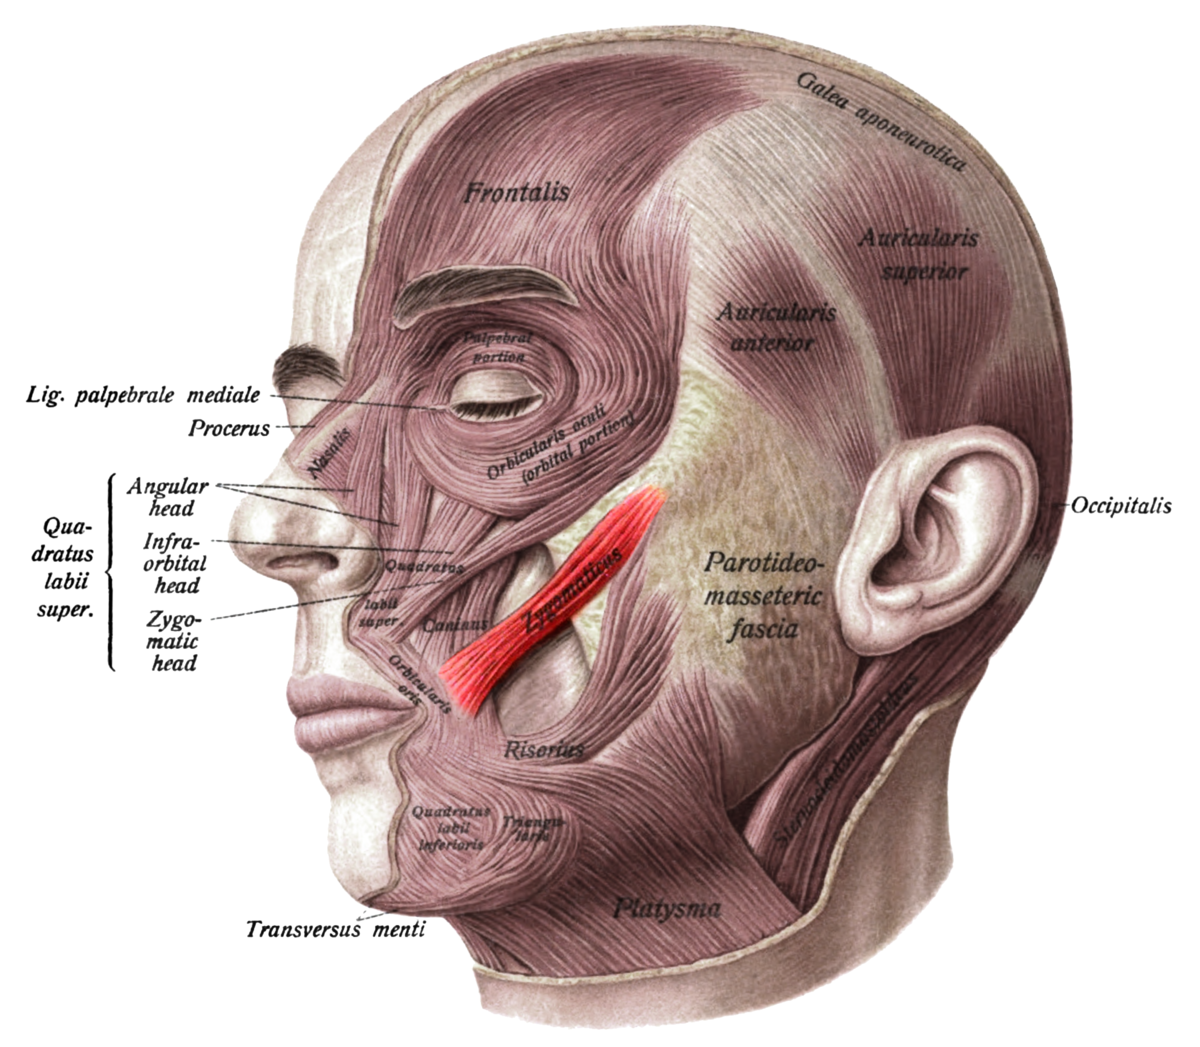 Galea aponeurotica
Frontalis
Auricularis
superior
Auricularis
anterior
Palpebral
portion
Lig. palpebrale mediale
Procerus
Nasalis
Orbicularis oculi
(orbital portion)
Angular
head
Qua-
dratus
labii
super.
Infra-
orbital
head
Zygo-
matic
head
Occipitalis
Quadratus
labii
super.
Caninus
Zygomaticus
Parotideo-
masseteric
fascia
Orbicularis
oris
Risorius
Quadratus
labii
inferioris
Triangu-
laris
Sternocleidomastoideus
Platysma
Transversus menti